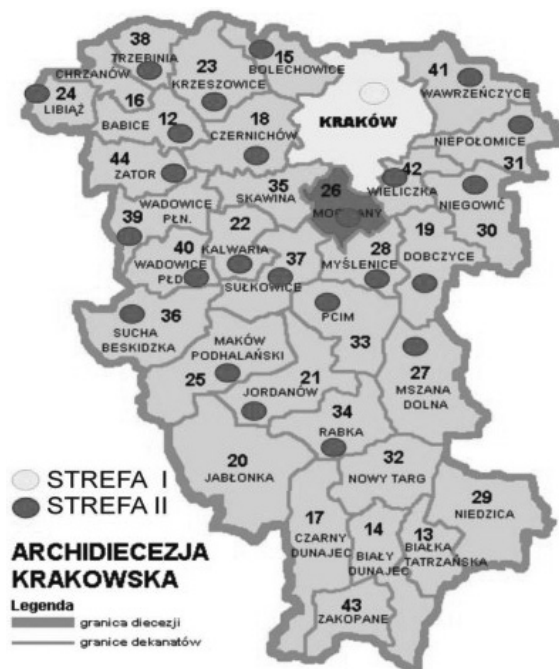 38
TRZEBINIA
CHRZANÓW
24
LIBIĄŻ
16
BABICE
23
KRZESZOWICE
15
BOLECHOWICE
41
WAWRZEŃCZYCE
KRAKÓW
12
18
CZERNICHÓW
NIEPOŁOMICE
31
44
ZATOR
35
SKAWINA
26
42
WIELICZKA
NIEGOWIĆ
30
WADOWICE
PŁN.
39
22
KALWARIA
40
WADOWICE
PŁD
37
SUŁKOWICE
28
MYŚLENICE
19
DOBCZYCE
36
SUCHA
BESKIDZKA
PCIM
33
MAKÓW
PODHALAŃSKI
25
21
JORDANÓW
27
MSZANA
DOLNA
34
RABKA
20
JABŁONKA
32
NOWY TARG
29
NIEDZICA
17
CZARNY
DUNAJEC
14
BIAŁY
DUNAJEC
13
BIAŁKA
TATRZAŃSKA
43
ZAKOPANE
STREFA I
STREFA II
ARCHIDIECEZJA
KRAKOWSKA
Legenda
granica diecezji
granice dekanatów